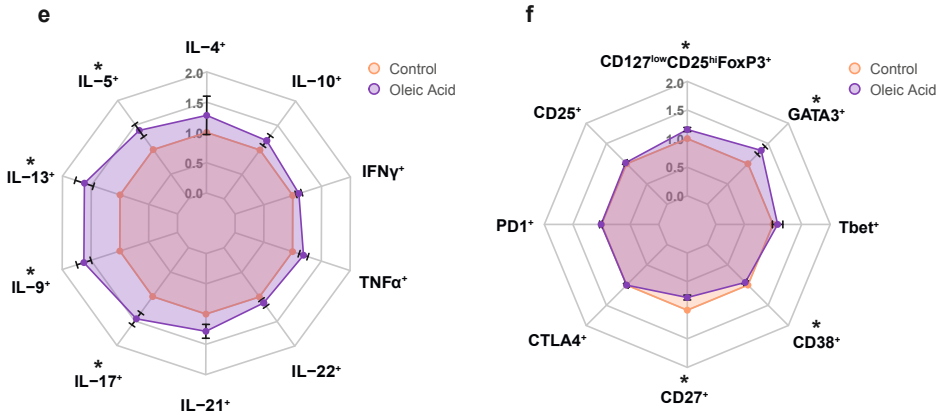 e
IL−4⁺
IL−10⁺
IFNγ⁺
TNFα⁺
IL−22⁺
IL−21⁺
*
IL−17⁺
*
IL−9⁺
*
IL−13⁺
*
IL−5⁺
2.0
1.5
1.0
0.5
0.0
Control
Oleic Acid
f
*
CD127ˡᵒʷCD25ʰⁱFoxP3⁺
*
GATA3⁺
Tbet⁺
*
CD38⁺
*
CD27⁺
CTLA4⁺
PD1⁺
CD25⁺
2.0
1.5
1.0
0.5
0.0
Control
Oleic Acid